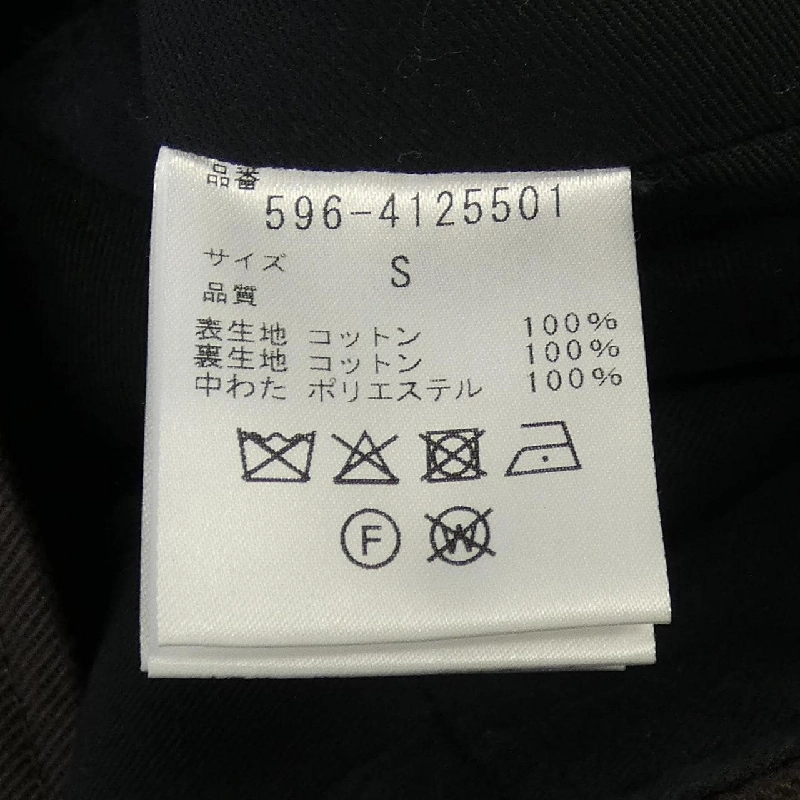 品番
596-4125501
サイズ S
品質
表生地 コットン 100%
裏生地 コットン 100%
中わた ポリエステル 100%
F W